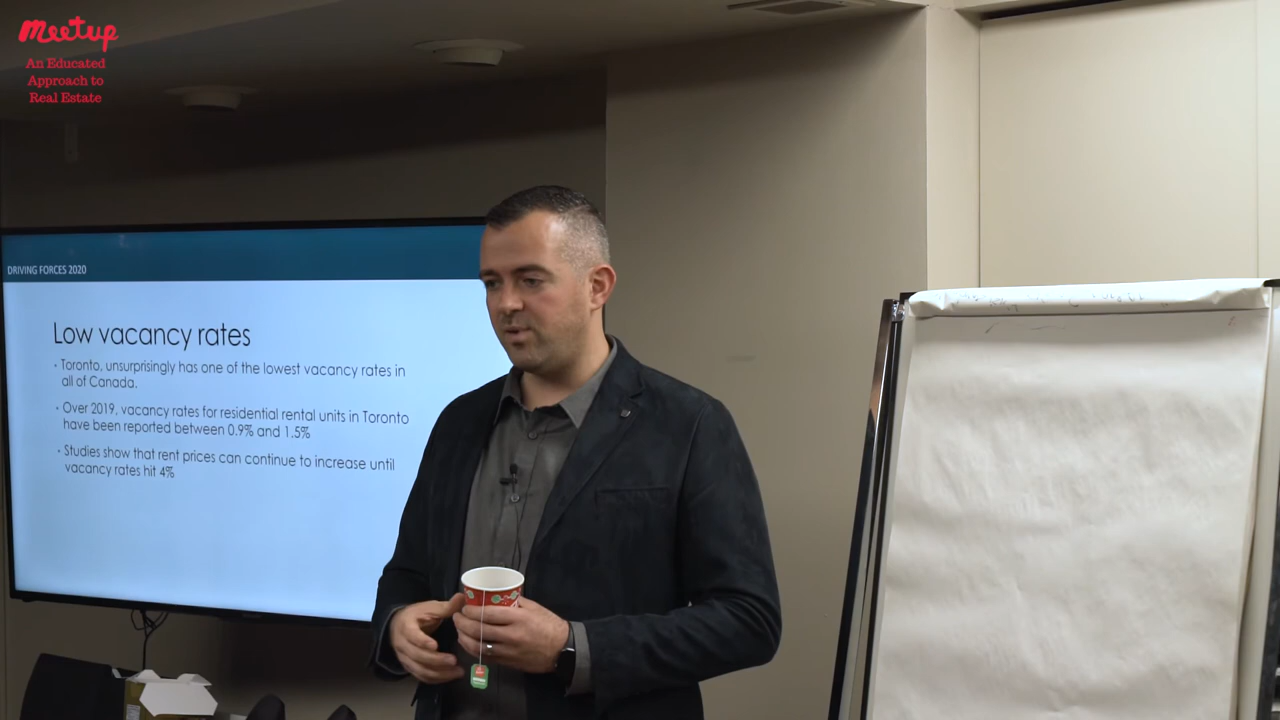 Meetup
An Educated
Approach to
Real Estate
DRIVING FORCES 2020
Low vacancy rates
• Toronto, unsurprisingly has one of the lowest vacancy rates in
all of Canada.
• Over 2019, vacancy rates for residential rental units in Toronto
have been reported between 0.9% and 1.5%
• Studies show that rent prices can continue to increase until
vacancy rates hit 4%